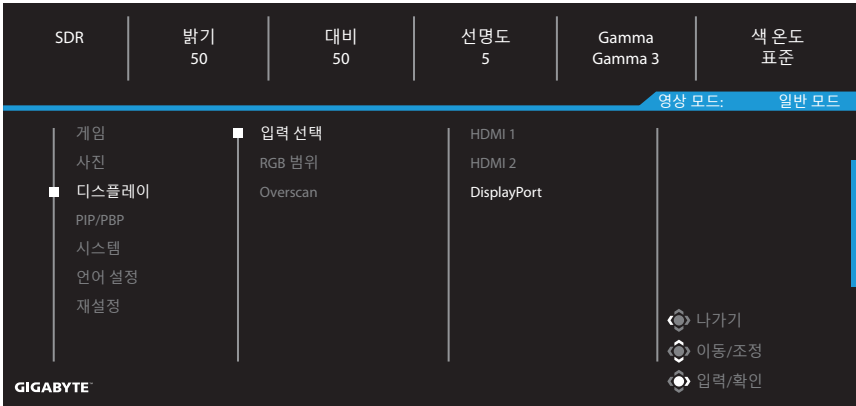 SDR 밝기 대비 선명도 Gamma 색 온도
50 50 5 Gamma 3 표준
영상 모드: 일반 모드
게임 입력 선택 HDMI 1
사진 RGB 범위 HDMI 2
디스플레이 Overscan DisplayPort
PIP/PBP
시스템
언어 설정
재설정
나가기
이동/조정
입력/확인
GIGABYTE™